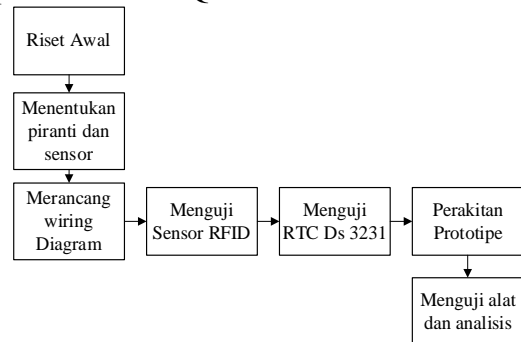 Riset Awal
Menentukan
piranti dan
sensor
Merancang
wiring
Diagram
Menguji
Sensor RFID
Menguji
RTC Ds 3231
Perakitan
Prototipe
Menguji alat
dan analisis